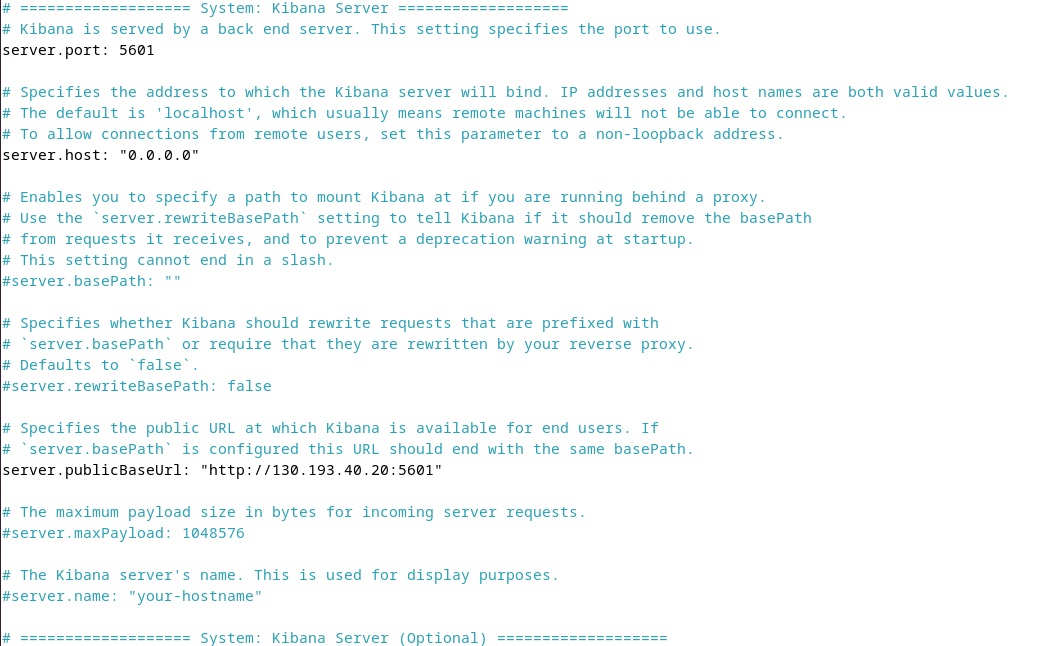 # =================== System: Kibana Server ===================
# Kibana is served by a back end server. This setting specifies the port to use.
server.port: 5601
# Specifies the address to which the Kibana server will bind. IP addresses and host names are both valid values.
# The default is 'localhost', which usually means remote machines will not be able to connect.
# To allow connections from remote users, set this parameter to a non-loopback address.
server.host: "0.0.0.0"
# Enables you to specify a path to mount Kibana at if you are running behind a proxy.
# Use the `server.rewriteBasePath` setting to tell Kibana if it should remove the basePath
# from requests it receives, and to prevent a deprecation warning at startup.
# This setting cannot end in a slash.
#server.basePath: ""
# Specifies whether Kibana should rewrite requests that are prefixed with
# `server.basePath` or require that they are rewritten by your reverse proxy.
# Defaults to `false`.
#server.rewriteBasePath: false
# Specifies the public URL at which Kibana is available for end users. If
# `server.basePath` is configured this URL should end with the same basePath.
server.publicBaseUrl: "http://130.193.40.20:5601"
# The maximum payload size in bytes for incoming server requests.
#server.maxPayload: 1048576
# The Kibana server's name. This is used for display purposes.
#server.name: "your-hostname"
# =================== System: Kibana Server (Optional) ===================